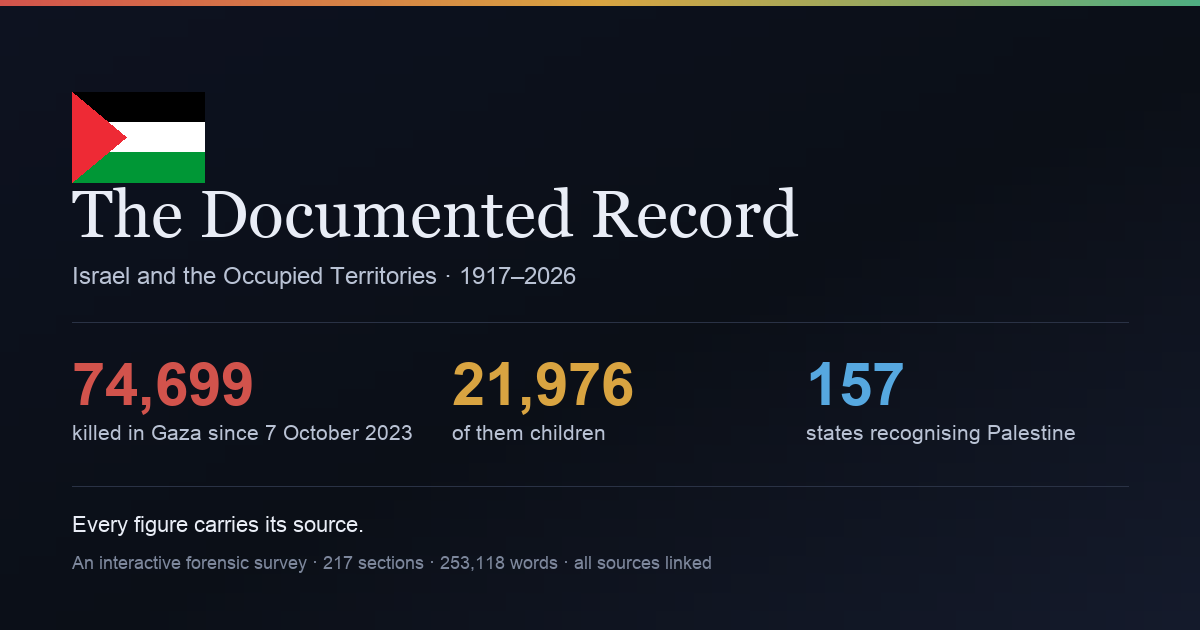 The Documented Record
Israel and the Occupied Territories · 1917–2026
74,699
killed in Gaza since 7 October 2023
21,976
of them children
157
states recognising Palestine
Every figure carries its source.
An interactive forensic survey · 217 sections · 253,118 words · all sources linked